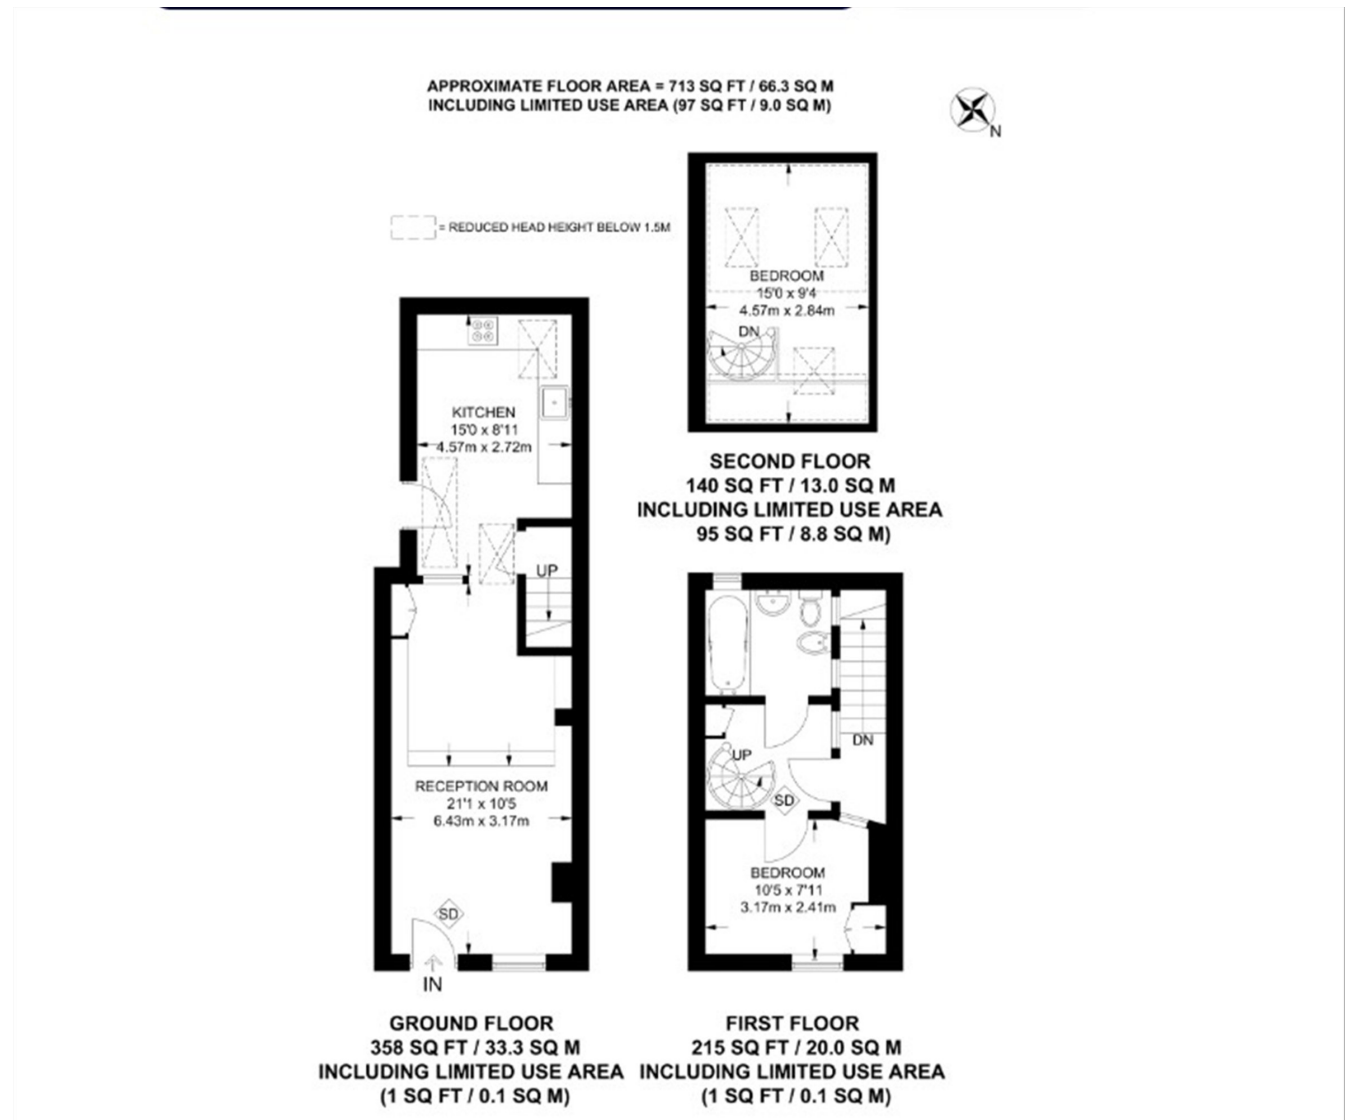 APPROXIMATE FLOOR AREA = 713 SQ FT / 66.3 SQ M
INCLUDING LIMITED USE AREA (97 SQ FT / 9.0 SQ M)
N
= REDUCED HEAD HEIGHT BELOW 1.5M
BEDROOM
15'0 x 9'4
4.57m x 2.84m
DN
SECOND FLOOR
140 SQ FT / 13.0 SQ M
INCLUDING LIMITED USE AREA
95 SQ FT / 8.8 SQ M)
KITCHEN
15'0 x 8'11
4.57m x 2.72m
UP
RECEPTION ROOM
21'1 x 10'5
6.43m x 3.17m
SD
IN
GROUND FLOOR
358 SQ FT / 33.3 SQ M
INCLUDING LIMITED USE AREA
(1 SQ FT / 0.1 SQ M)
DN
UP
SD
BEDROOM
10'5 x 7'11
3.17m x 2.41m
FIRST FLOOR
215 SQ FT / 20.0 SQ M
INCLUDING LIMITED USE AREA
(1 SQ FT / 0.1 SQ M)